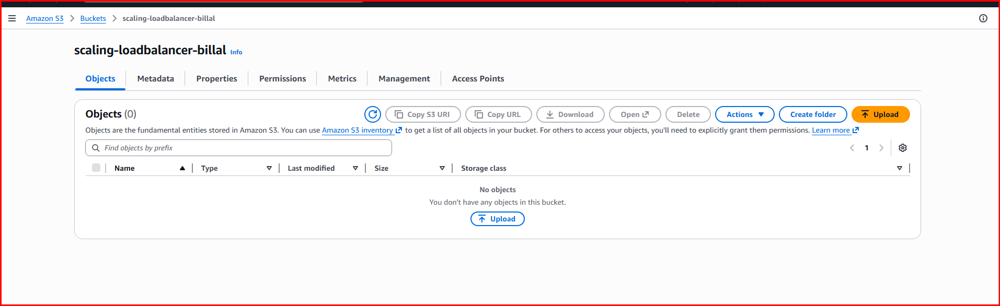 Amazon S3 > Buckets > scaling-loadbalancer-billal
scaling-loadbalancer-billal Info
Objects Metadata Properties Permissions Metrics Management Access Points
Objects (0) Copy S3 URI Copy URL Download Open Delete Actions Create folder Upload
Objects are the fundamental entities stored in Amazon S3. You can use Amazon S3 inventory to get a list of all objects in your bucket. For others to access your objects, you'll need to explicitly grant them permissions. Learn more
Find objects by prefix 1
Name Type Last modified Size Storage class
No objects
You don't have any objects in this bucket.
Upload